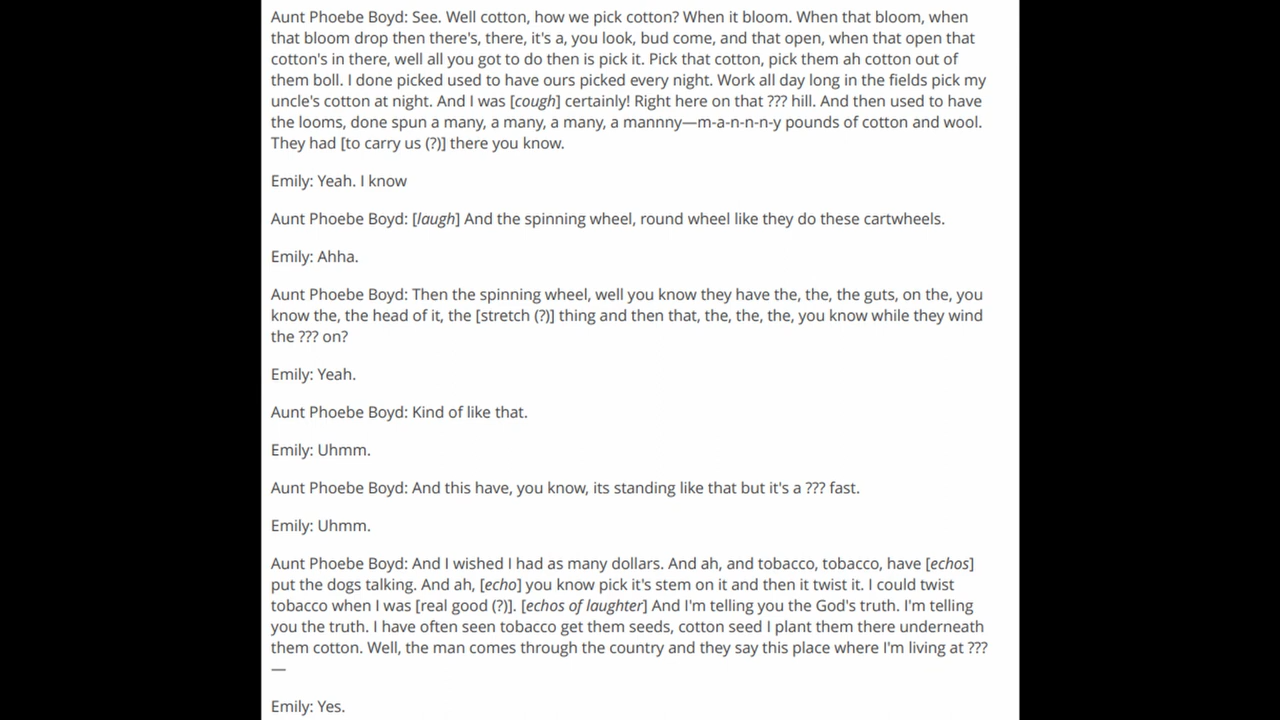 Aunt Phoebe Boyd: See. Well cotton, how we pick cotton? When it bloom. When that bloom, when
that bloom drop then there's, there, it's a, you look, bud come, and that open, when that open that
cotton's in there, well all you got to do then is pick it. Pick that cotton, pick them ah cotton out of
them boll. I done picked used to have ours picked every night. Work all day long in the fields pick my
uncle's cotton at night. And I was [cough] certainly! Right here on that ??? hill. And then used to have
the looms, done spun a many, a many, a many, a mannny—m-a-n-n-n-y pounds of cotton and wool.
They had [to carry us (?)] there you know.
Emily: Yeah. I know
Aunt Phoebe Boyd: [laugh] And the spinning wheel, round wheel like they do these cartwheels.
Emily: Ahha.
Aunt Phoebe Boyd: Then the spinning wheel, well you know they have the, the, the guts, on the, you
know the, the head of it, the [stretch (?)] thing and then that, the, the, the, you know while they wind
the ??? on?
Emily: Yeah.
Aunt Phoebe Boyd: Kind of like that.
Emily: Uhmm.
Aunt Phoebe Boyd: And this have, you know, its standing like that but it's a ??? fast.
Emily: Uhmm.
Aunt Phoebe Boyd: And I wished I had as many dollars. And ah, and tobacco, tobacco, have [echos]
put the dogs talking. And ah, [echo] you know pick it's stem on it and then it twist it. I could twist
tobacco when I was [real good (?)]. [echos of laughter] And I'm telling you the God's truth. I'm telling
you the truth. I have often seen tobacco get them seeds, cotton seed I plant them there underneath
them cotton. Well, the man comes through the country and they say this place where I'm living at ???
—
Emily: Yes.